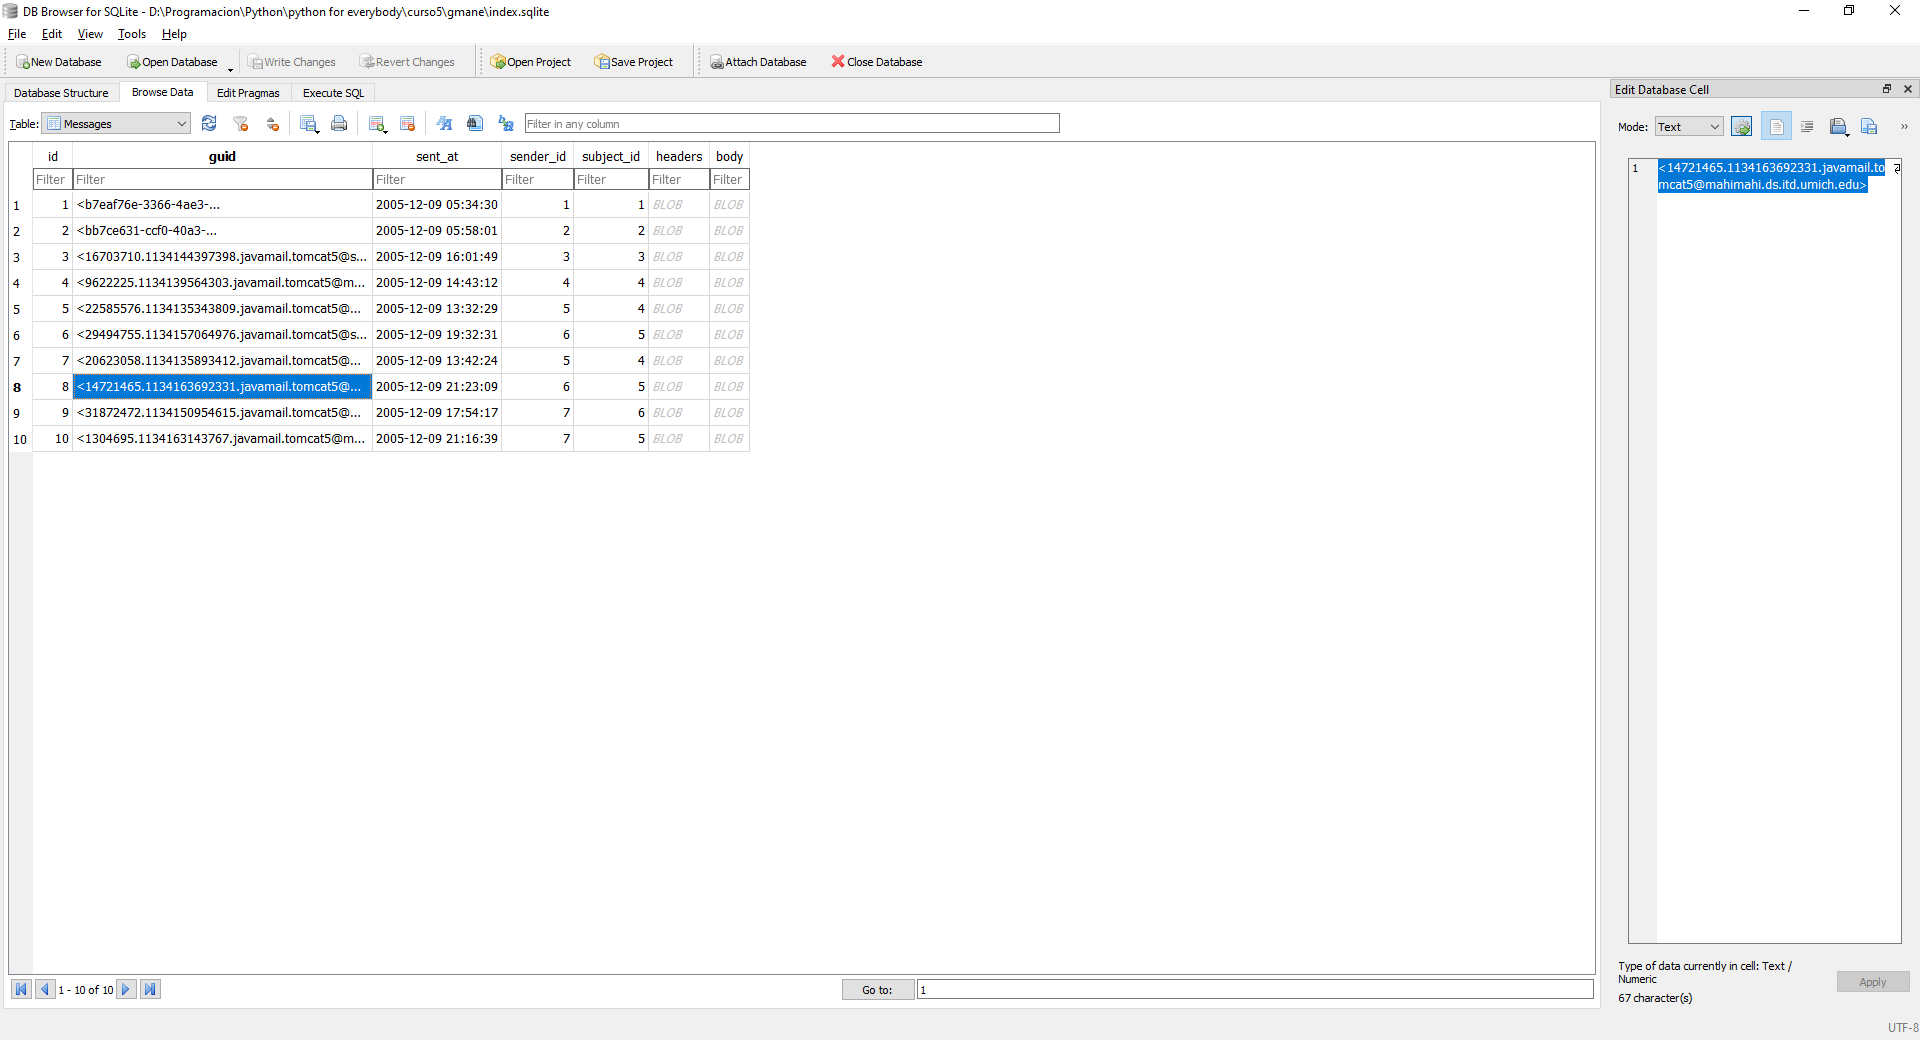 DB Browser for SQLite - D:\Programacion\Python\python for everybody\curso5\gmane\index.sqlite
File Edit View Tools Help
New Database Open Database Write Changes Revert Changes Open Project Save Project Attach Database Close Database
Database Structure Browse Data Edit Pragmas Execute SQL
Table: Messages Filter in any column
id guid sent_at sender_id subject_id headers body
Filter Filter Filter Filter Filter Filter Filter
1 1 <b7eaf76e-3366-4ae3-... 2005-12-09 05:34:30 1 1 BLOB BLOB
2 2 <bb7ce631-ccf0-40a3-... 2005-12-09 05:58:01 2 2 BLOB BLOB
3 3 <16703710.1134144397398.javamail.tomcat5@s... 2005-12-09 16:01:49 3 3 BLOB BLOB
4 4 <9622225.1134139564303.javamail.tomcat5@m... 2005-12-09 14:43:12 4 4 BLOB BLOB
5 5 <22585576.1134135343809.javamail.tomcat5@... 2005-12-09 13:32:29 5 4 BLOB BLOB
6 6 <29494755.1134157064976.javamail.tomcat5@s... 2005-12-09 19:32:31 6 5 BLOB BLOB
7 7 <20623058.1134135893412.javamail.tomcat5@... 2005-12-09 13:42:24 5 4 BLOB BLOB
8 8 <14721465.1134163692331.javamail.tomcat5@... 2005-12-09 21:23:09 6 5 BLOB BLOB
9 9 <31872472.1134150954615.javamail.tomcat5@... 2005-12-09 17:54:17 7 6 BLOB BLOB
10 10 <1304695.1134163143767.javamail.tomcat5@m... 2005-12-09 21:16:39 7 5 BLOB BLOB
1 - 10 of 10 Go to: 1
Edit Database Cell
Mode: Text »
1 <14721465.1134163692331.javamail.to
mcat5@mahimahi.ds.itd.umich.edu>
Type of data currently in cell: Text /
Numeric
67 character(s)
Apply
UTF-8